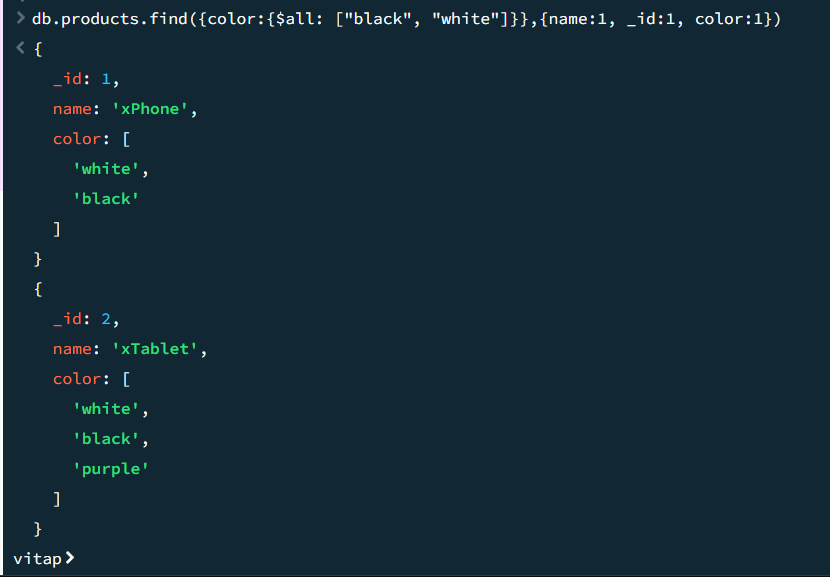 db.products.find({color:{$all: ["black", "white"]}},{name:1, _id:1, color:1})
{
_id: 1,
name: 'xPhone',
color: [
'white',
'black'
]
}
{
_id: 2,
name: 'xTablet',
color: [
'white',
'black',
'purple'
]
}
vitap>